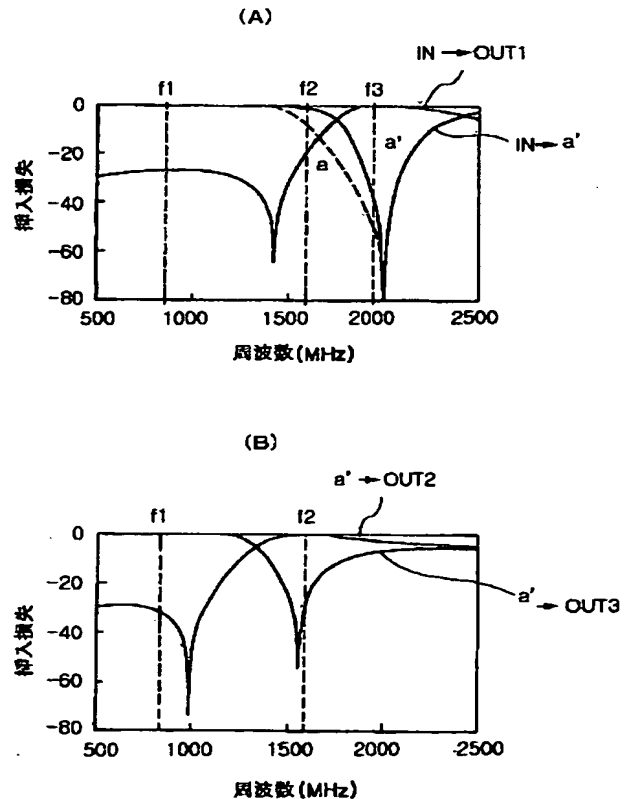 (A)
IN → OUT1
f1 f2 f3
0
a'
IN → a'
-20
a
-40
-60
-80
挿入損失
500 1000 1500 2000 2500
周波数(MHz)
(B)
a' → OUT2
f1 f2
0
-20
-40
a' → OUT3
-60
-80
挿入損失
500 1000 1500 2000 -2500
周波数(MHz)